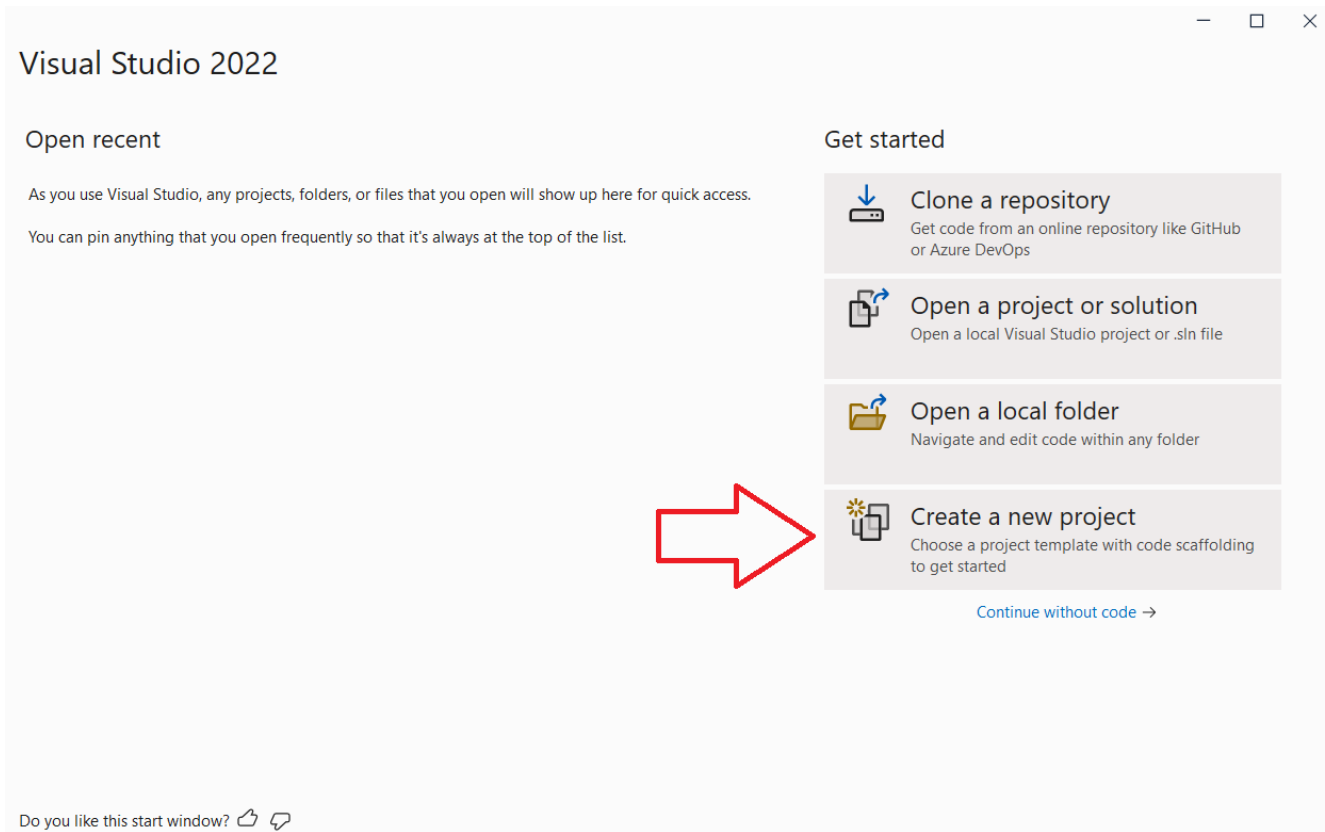 Visual Studio 2022
Open recent
As you use Visual Studio, any projects, folders, or files that you open will show up here for quick access.
You can pin anything that you open frequently so that it's always at the top of the list.
Get started
Clone a repository
Get code from an online repository like GitHub
or Azure DevOps
Open a project or solution
Open a local Visual Studio project or .sln file
Open a local folder
Navigate and edit code within any folder
Create a new project
Choose a project template with code scaffolding
to get started
Continue without code →
Do you like this start window?